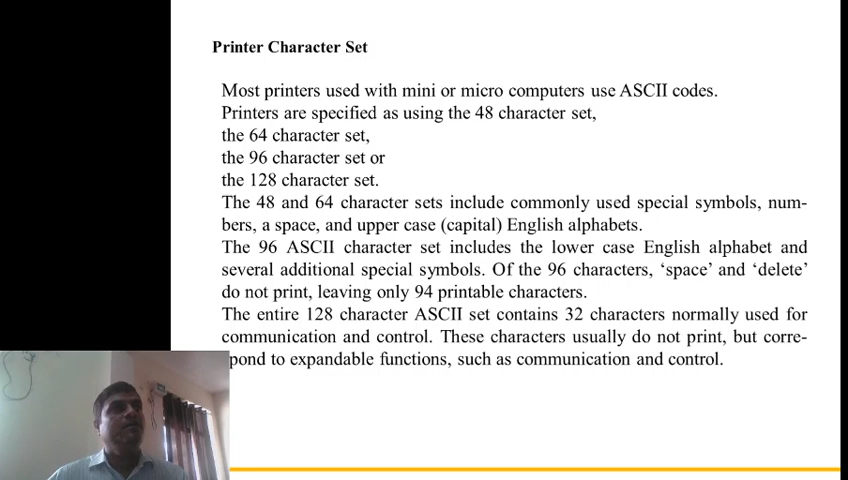 Printer Character Set
Most printers used with mini or micro computers use ASCII codes.
Printers are specified as using the 48 character set,
the 64 character set,
the 96 character set or
the 128 character set.
The 48 and 64 character sets include commonly used special symbols, num-
bers, a space, and upper case (capital) English alphabets.
The 96 ASCII character set includes the lower case English alphabet and
several additional special symbols. Of the 96 characters, ‘space’ and ‘delete’
do not print, leaving only 94 printable characters.
The entire 128 character ASCII set contains 32 characters normally used for
communication and control. These characters usually do not print, but corre-
spond to expandable functions, such as communication and control.